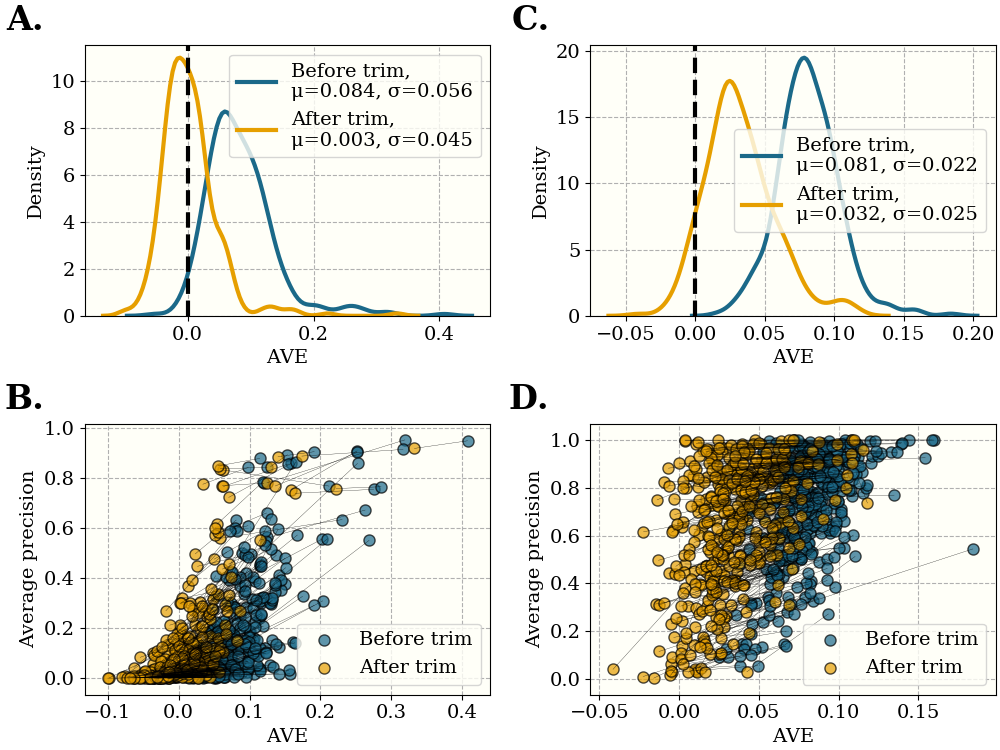 A.
Density
10
8
6
4
2
0
0.0
0.2
0.4
AVE
Before trim,
μ=0.084, σ=0.056
After trim,
μ=0.003, σ=0.045
C.
Density
20
15
10
5
0
−0.05
0.00
0.05
0.10
0.15
0.20
AVE
Before trim,
μ=0.081, σ=0.022
After trim,
μ=0.032, σ=0.025
B.
Average precision
1.0
0.8
0.6
0.4
0.2
0.0
−0.1
0.0
0.1
0.2
0.3
0.4
AVE
Before trim
After trim
D.
Average precision
1.0
0.8
0.6
0.4
0.2
0.0
−0.05
0.00
0.05
0.10
0.15
AVE
Before trim
After trim